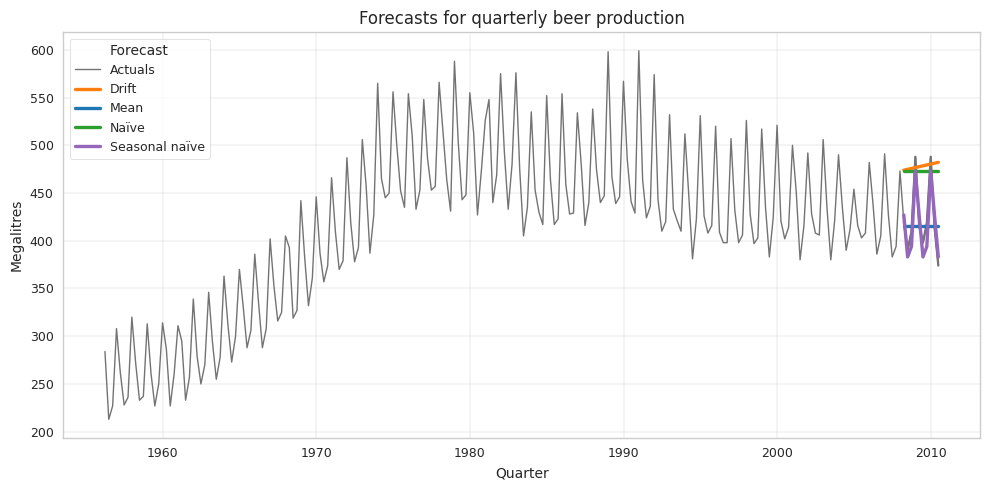 Forecasts for quarterly beer production
Megalitres
600
550
500
450
400
350
300
250
200
Forecast
Actuals
Drift
Mean
Naïve
Seasonal naïve
1960
1970
1980
1990
2000
2010
Quarter